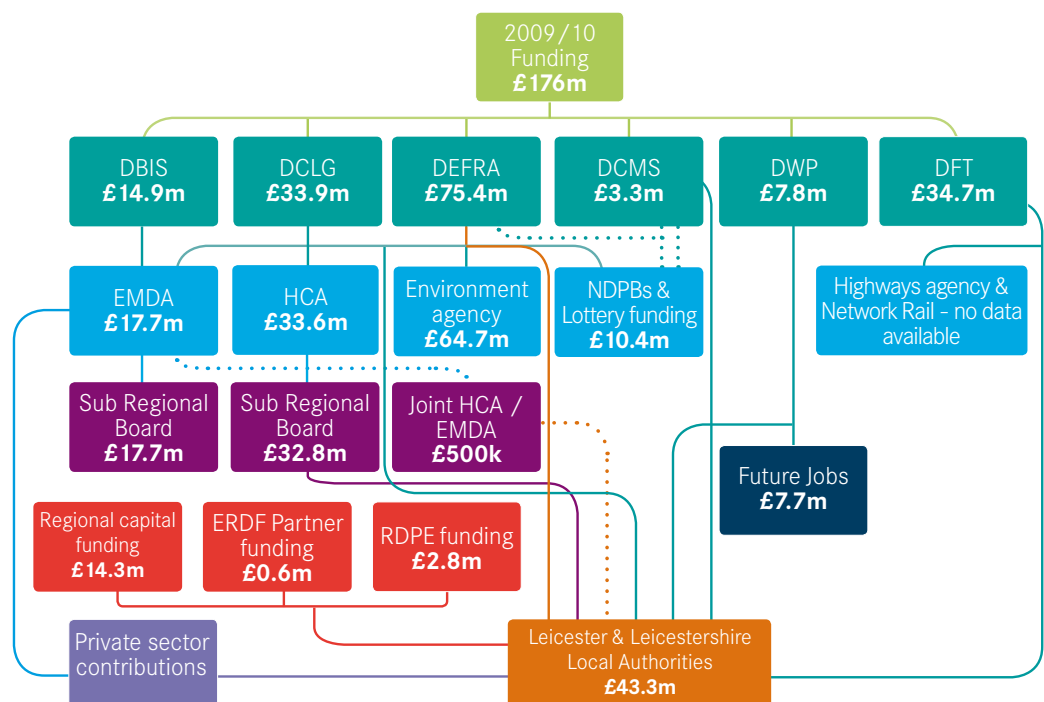 2009/10
Funding
£176m
DBIS
£14.9m
DCLG
£33.9m
DEFRA
£75.4m
DCMS
£3.3m
DWP
£7.8m
DFT
£34.7m
EMDA
£17.7m
HCA
£33.6m
Environment
agency
£64.7m
NDPBs &
Lottery funding
£10.4m
Highways agency &
Network Rail - no data
available
Sub Regional
Board
£17.7m
Sub Regional
Board
£32.8m
Joint HCA /
EMDA
£500k
Future Jobs
£7.7m
Regional capital
funding
£14.3m
ERDF Partner
funding
£0.6m
RDPE funding
£2.8m
Private sector
contributions
Leicester & Leicestershire
Local Authorities
£43.3m